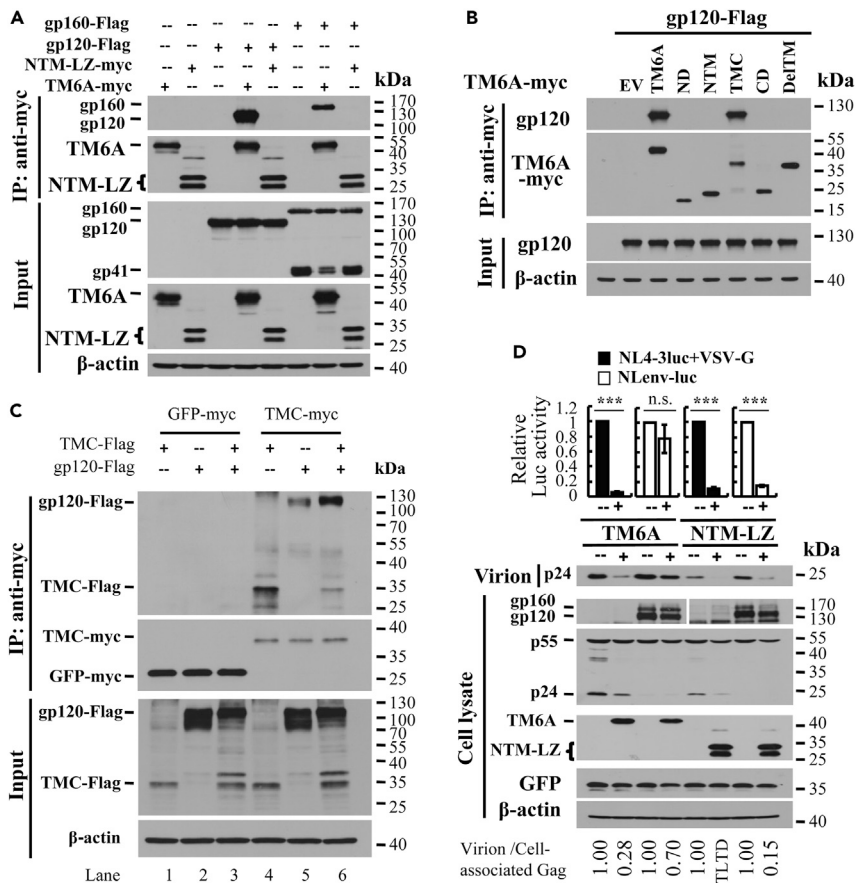 A
gp160-Flag -- -- -- -- -- + + +
gp120-Flag -- -- + + + -- -- --
NTM-LZ-myc -- + -- -- + -- -- +
TM6A-myc + -- -- + -- -- + --
kDa
IP: anti-myc
gp160
gp120
170
130
100
TM6A
NTM-LZ {
55
40
35
25
Input
gp160
gp120
gp41
170
130
100
70
55
40
TM6A
NTM-LZ {
55
40
35
25
β-actin
40
B
gp120-Flag
TM6A-myc EV TM6A ND NTM TMC CD DelTM kDa
IP: anti-myc
gp120
130
TM6A
-myc
55
40
35
25
15
Input
gp120
130
β-actin
40
C
GFP-myc TMC-myc
TMC-Flag + -- + + -- +
gp120-Flag -- + + -- + +
kDa
IP: anti-myc
gp120-Flag
TMC-Flag
130
100
70
55
40
35
25
TMC-myc
GFP-myc
40
35
25
Input
gp120-Flag
TMC-Flag
130
100
70
55
40
35
25
β-actin
40
Lane 1 2 3 4 5 6
D
NL4-3luc+VSV-G
NLenv-luc
Relative
Luc activity
1.2
1
0.8
0.4
0
*** n.s. *** ***
-- + -- + -- + -- +
TM6A NTM-LZ
-- + -- + -- + -- +
kDa
Virion p24
25
Cell lysate
gp160
gp120
170
130
p55
p24
55
40
35
25
TM6A
NTM-LZ {
40
35
25
GFP
35
β-actin
40
Virion /Cell-
associated Gag
1.00 0.28 1.00 0.70 1.00 TLTD 1.00 0.15